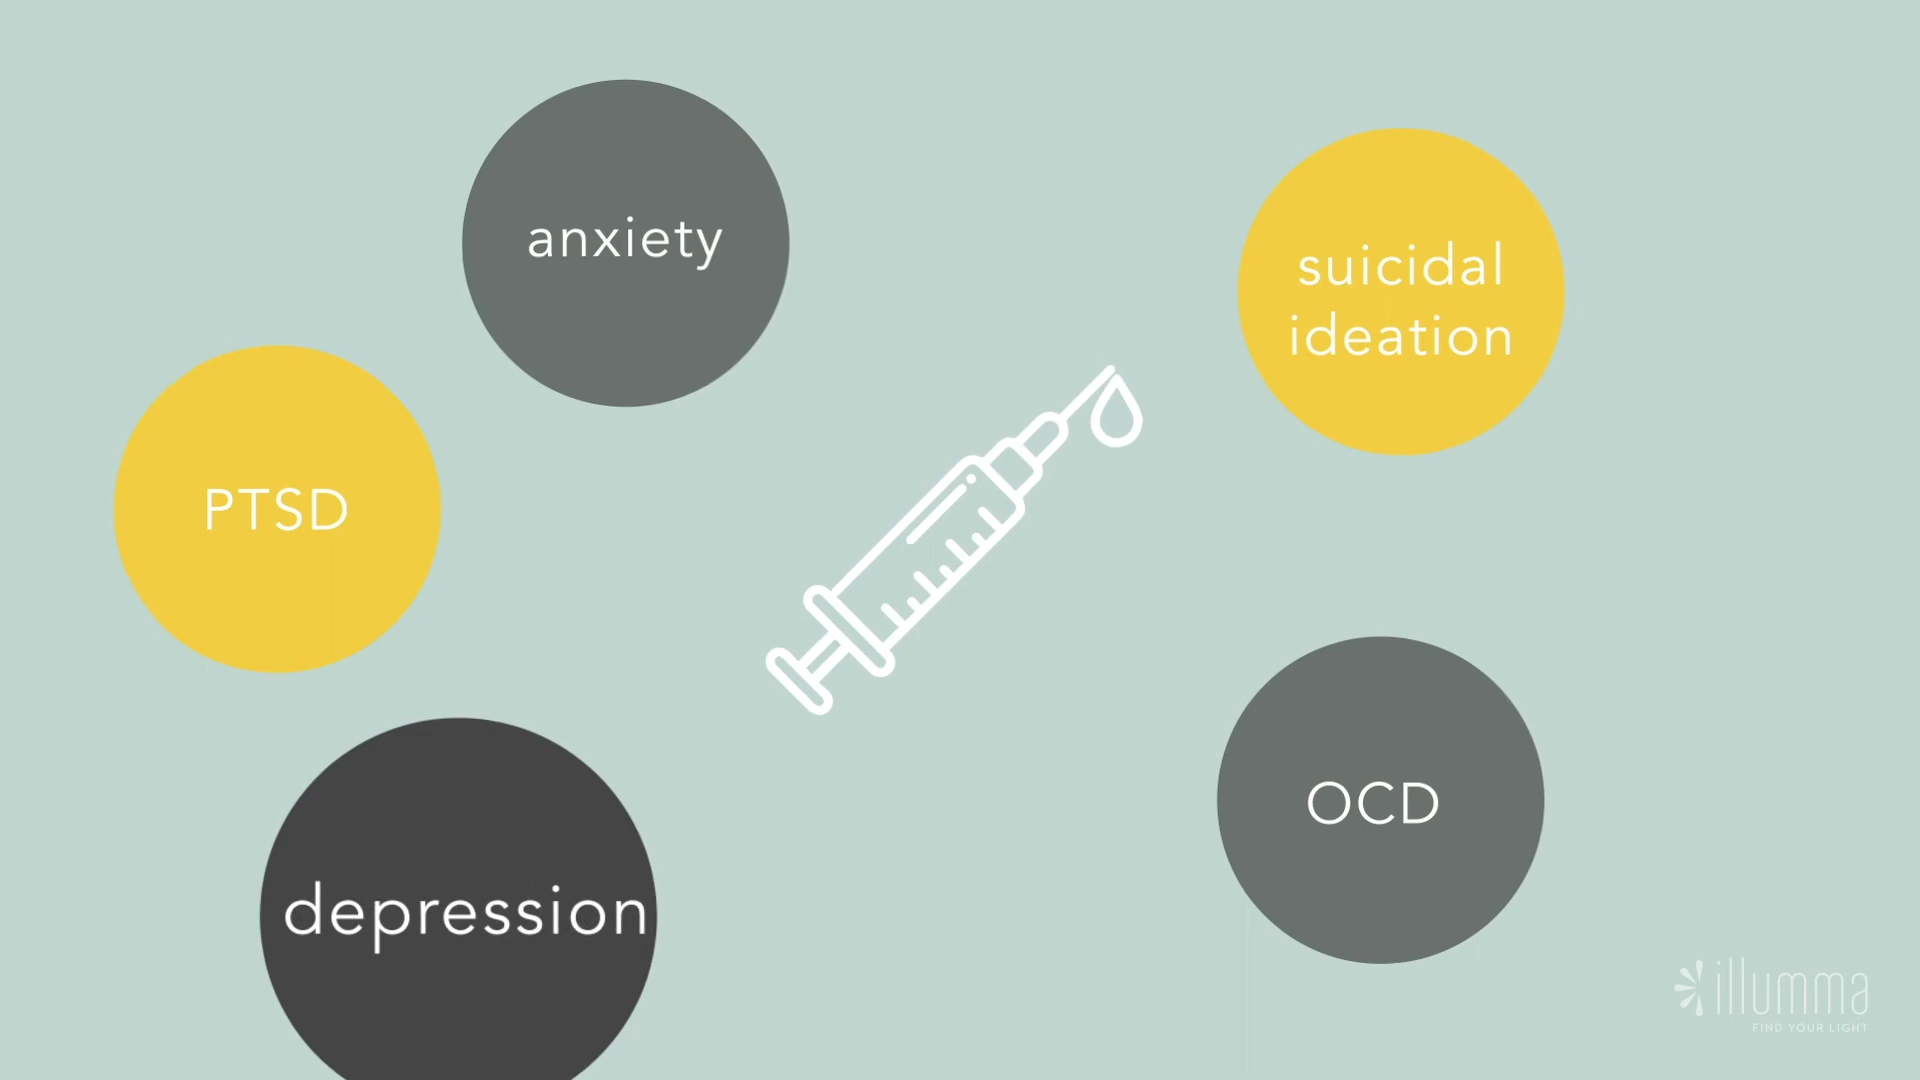 anxiety
suicidal
ideation
PTSD
OCD
depression
illumma
FIND YOUR LIGHT